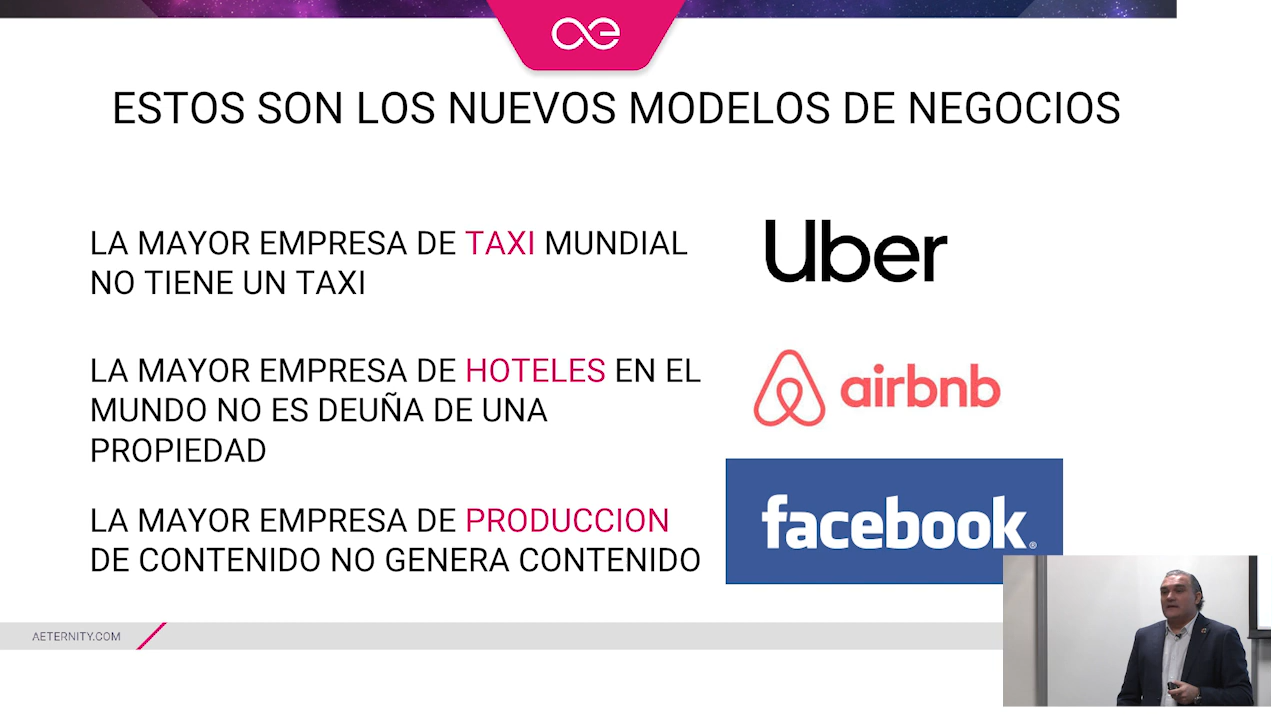 ESTOS SON LOS NUEVOS MODELOS DE NEGOCIOS
LA MAYOR EMPRESA DE TAXI MUNDIAL
NO TIENE UN TAXI
Uber
LA MAYOR EMPRESA DE HOTELES EN EL
MUNDO NO ES DEUÑA DE UNA
PROPIEDAD
airbnb
LA MAYOR EMPRESA DE PRODUCCION
DE CONTENIDO NO GENERA CONTENIDO
facebook®
AETERNITY.COM